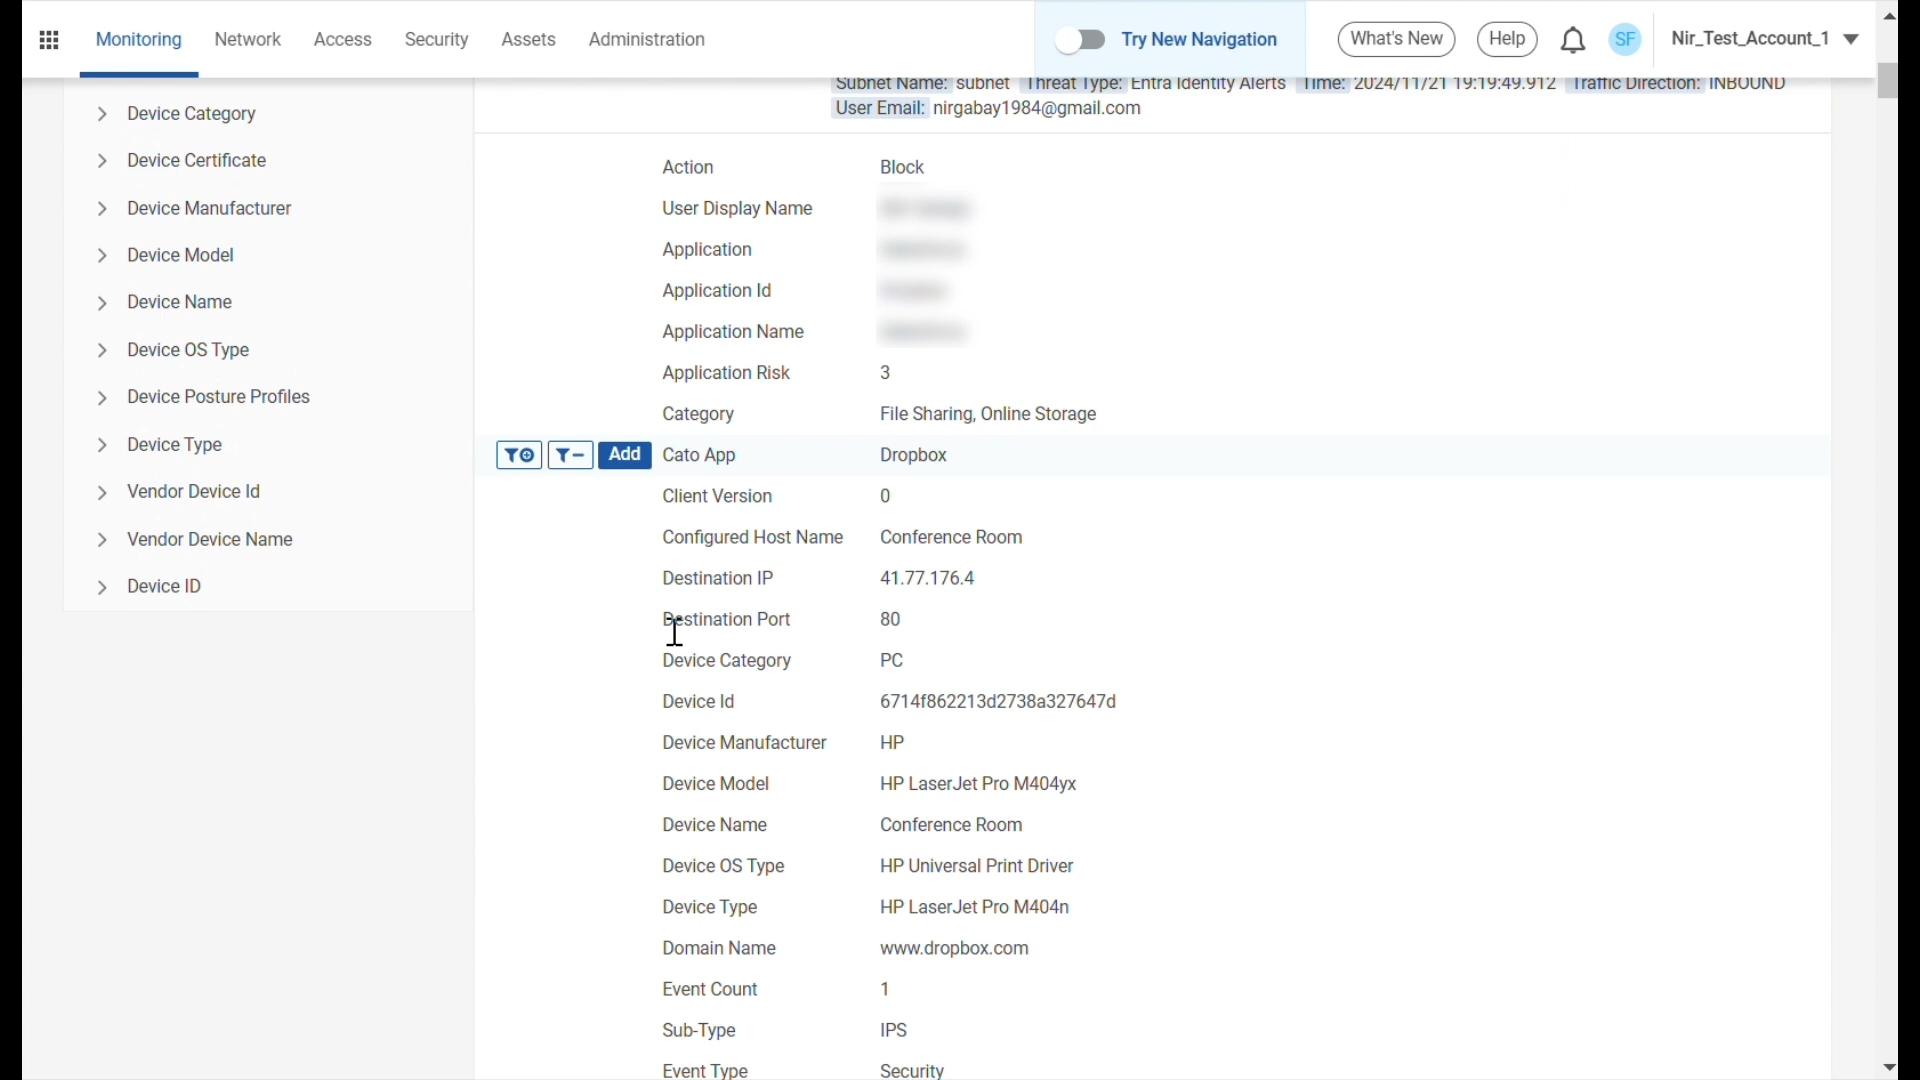 Monitoring Network Access Security Assets Administration Try New Navigation What's New Help SF Nir_Test_Account_1
Subnet Name: subnet Threat Type: Entra Identity Alerts Time: 2024/11/21 19:19:49.912 Traffic Direction: INBOUND
User Email: nirgabay1984@gmail.com
Device Category
Device Certificate
Device Manufacturer
Device Model
Device Name
Device OS Type
Device Posture Profiles
Device Type
Vendor Device Id
Vendor Device Name
Device ID
Action Block
User Display Name
Application
Application Id
Application Name
Application Risk 3
Category File Sharing, Online Storage
Add Cato App Dropbox
Client Version 0
Configured Host Name Conference Room
Destination IP 41.77.176.4
Destination Port 80
Device Category PC
Device Id 6714f862213d2738a327647d
Device Manufacturer HP
Device Model HP LaserJet Pro M404yx
Device Name Conference Room
Device OS Type HP Universal Print Driver
Device Type HP LaserJet Pro M404n
Domain Name www.dropbox.com
Event Count 1
Sub-Type IPS
Event Type Security